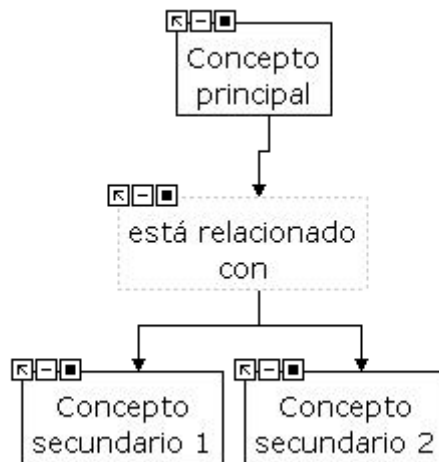 Concepto
principal
está relacionado
con
Concepto
secundario 1
Concepto
secundario 2